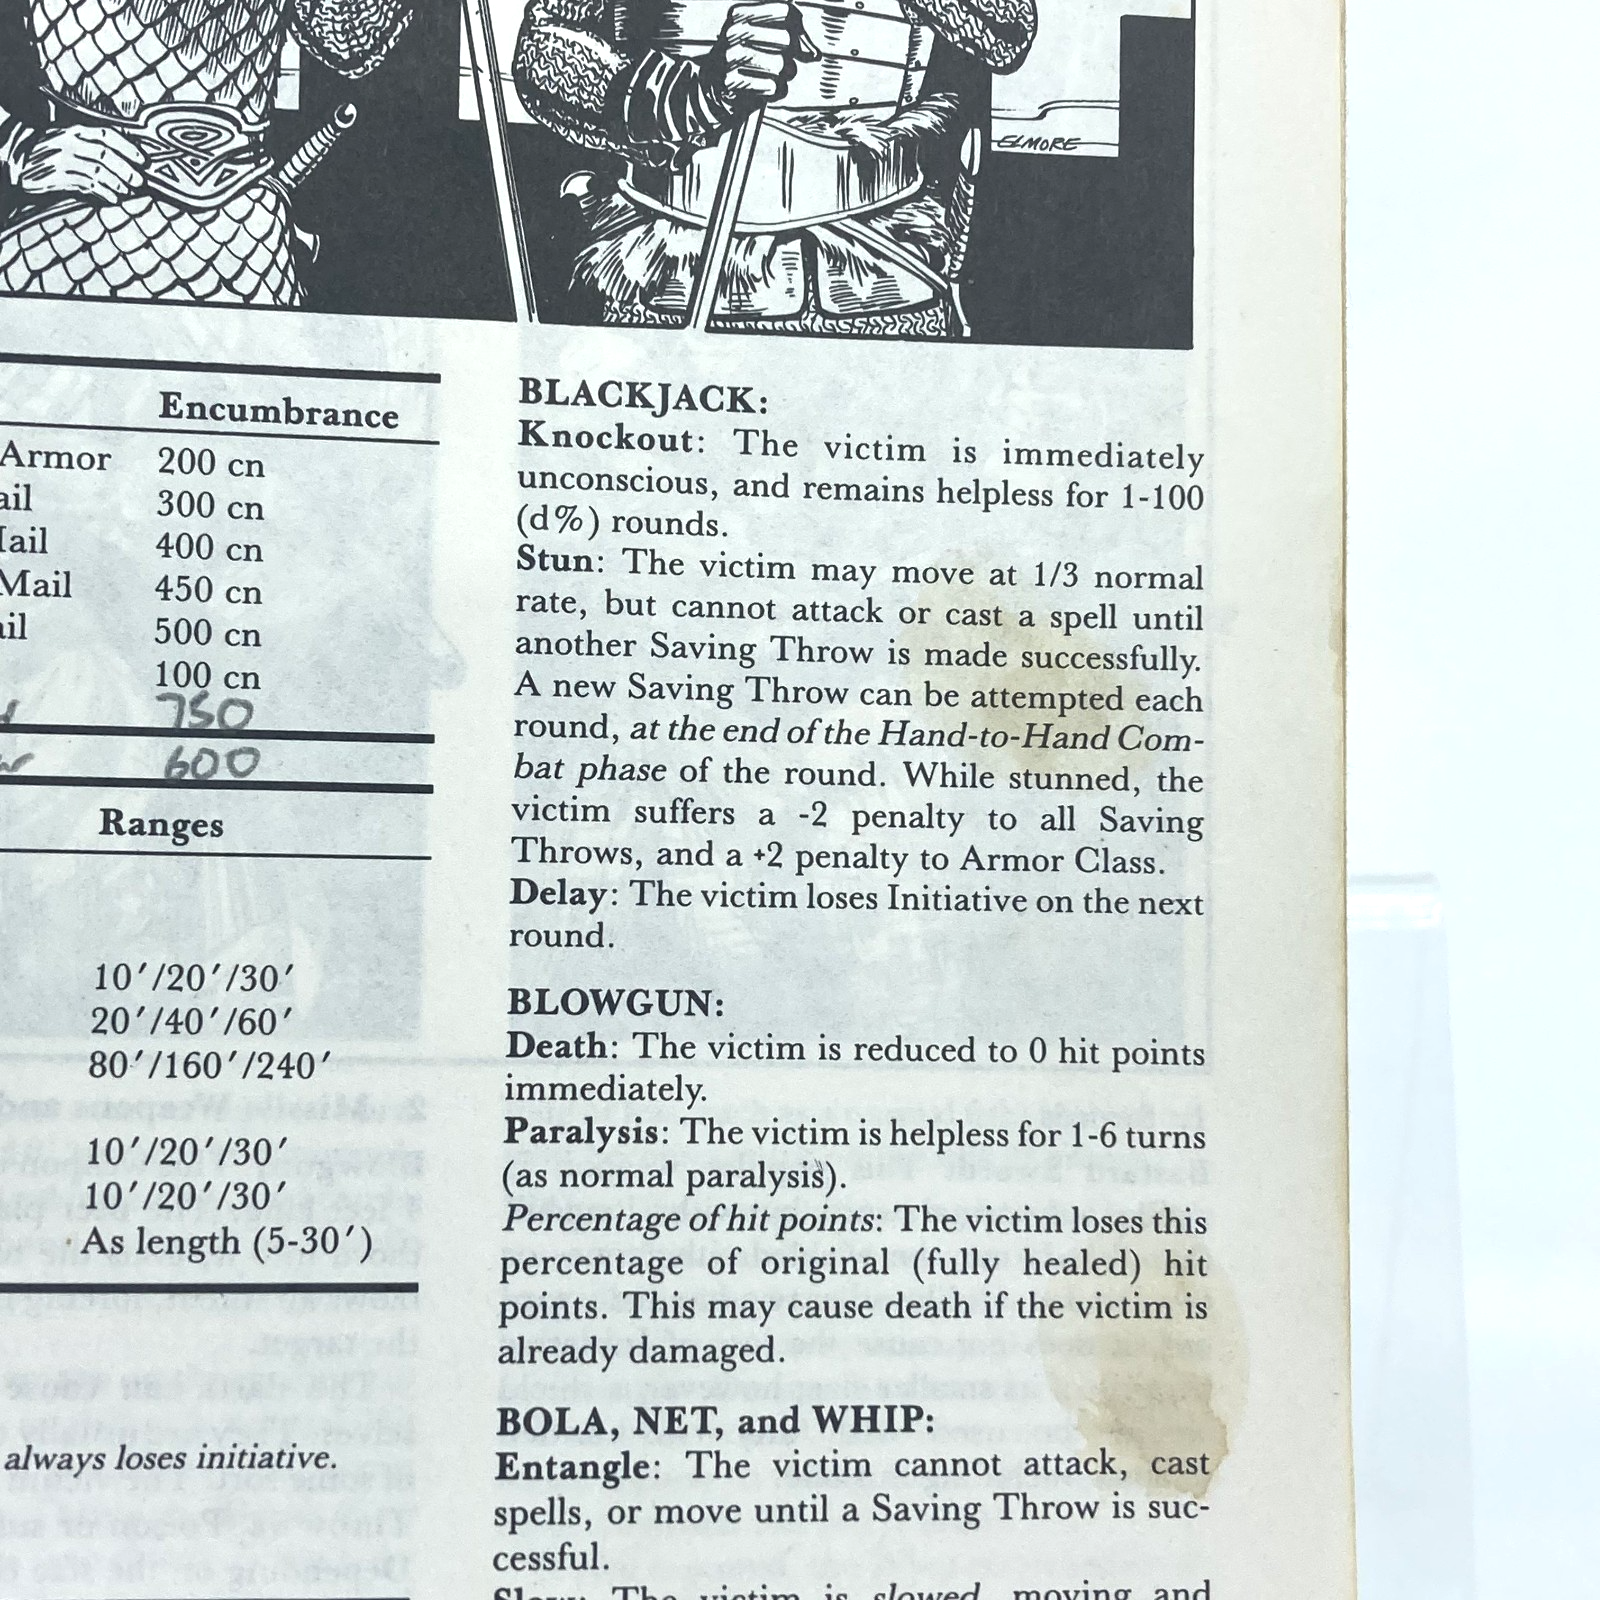 ELMORE
Encumbrance
Armor 200 cn
ail 300 cn
ail 400 cn
Mail 450 cn
ail 500 cn
100 cn
750
600
Ranges
10′/20′/30′
20′/40′/60′
80′/160′/240′
10′/20′/30′
10′/20′/30′
As length (5-30′)
always loses initiative.
BLACKJACK:
Knockout: The victim is immediately
unconscious, and remains helpless for 1-100
(d%) rounds.
Stun: The victim may move at 1/3 normal
rate, but cannot attack or cast a spell until
another Saving Throw is made successfully.
A new Saving Throw can be attempted each
round, at the end of the Hand-to-Hand Com-
bat phase of the round. While stunned, the
victim suffers a -2 penalty to all Saving
Throws, and a +2 penalty to Armor Class.
Delay: The victim loses Initiative on the next
round.
BLOWGUN:
Death: The victim is reduced to 0 hit points
immediately.
Paralysis: The victim is helpless for 1-6 turns
(as normal paralysis).
Percentage of hit points: The victim loses this
percentage of original (fully healed) hit
points. This may cause death if the victim is
already damaged.
BOLA, NET, and WHIP:
Entangle: The victim cannot attack, cast
spells, or move until a Saving Throw is suc-
cessful.
Slow: The victim is slowed, moving and